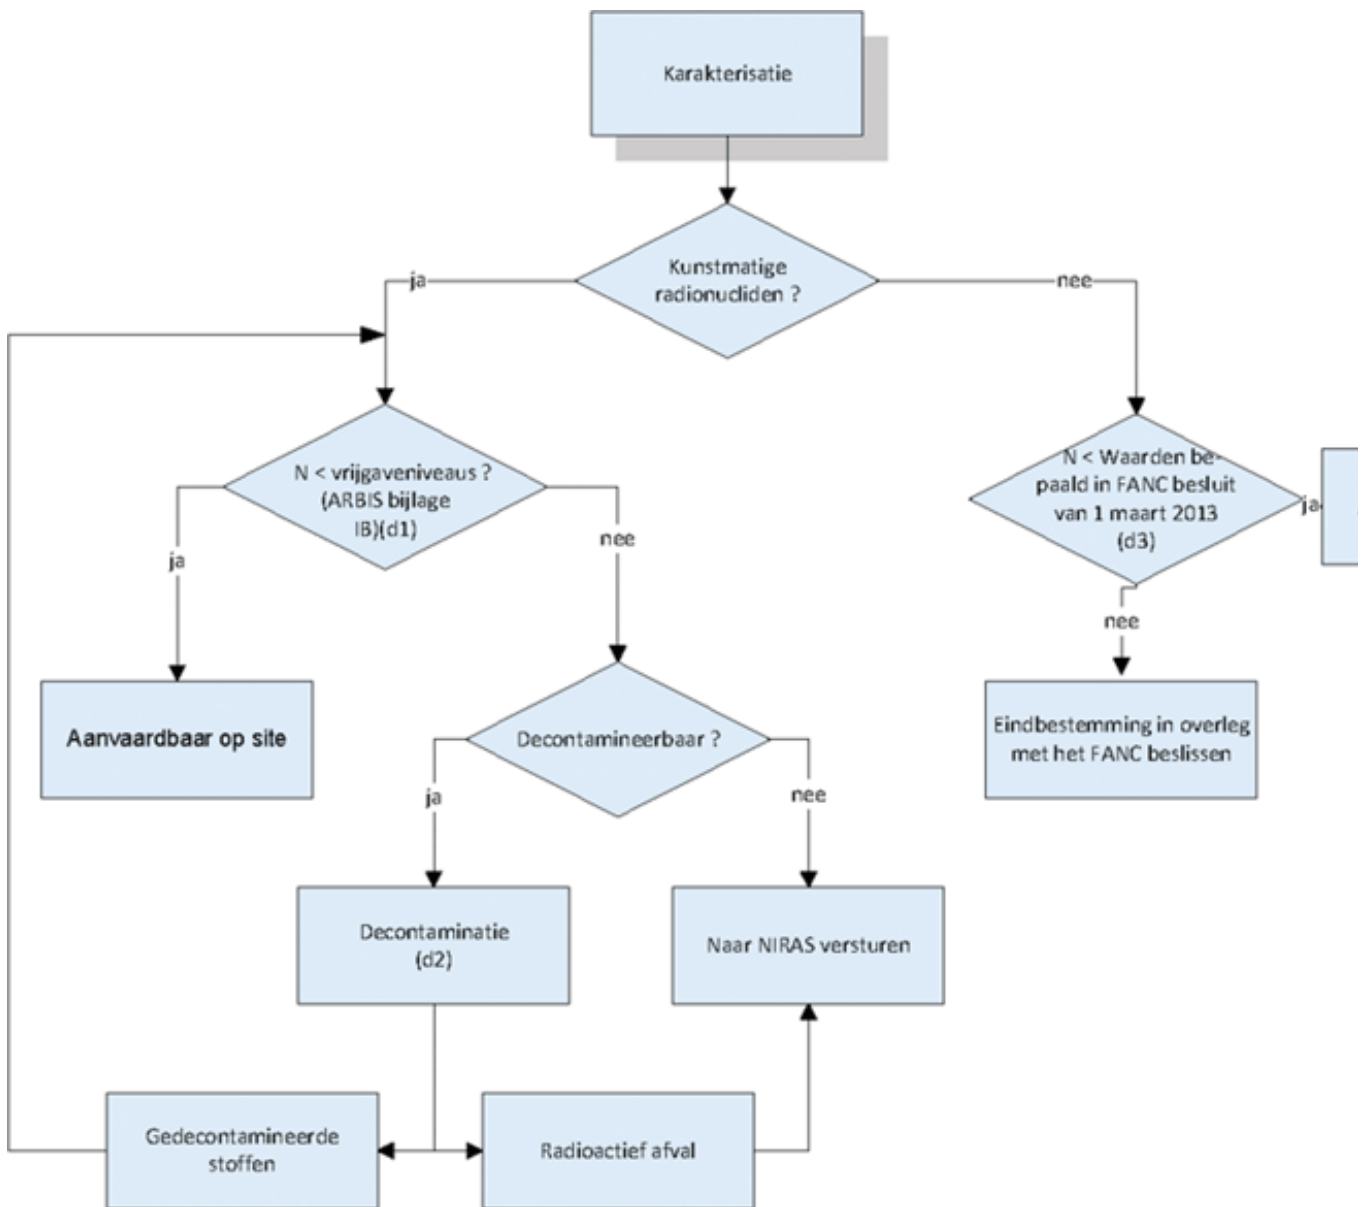 Karakterisatie
Kunstmatige
radionucliden ?
ja
nee
N < vrijgaveniveaus ?
(ARBIS bijlage
IB)(d1)
N < Waarden be-
paald in FANC besluit
van 1 maart 2013
(d3)
ja
nee
ja
nee
Aanvaardbaar op site
Decontamineerbaar ?
Eindbestemming in overleg
met het FANC beslissen
ja
nee
Decontaminatie
(d2)
Naar NIRAS versturen
Gedecontamineerde
stoffen
Radioactief afval